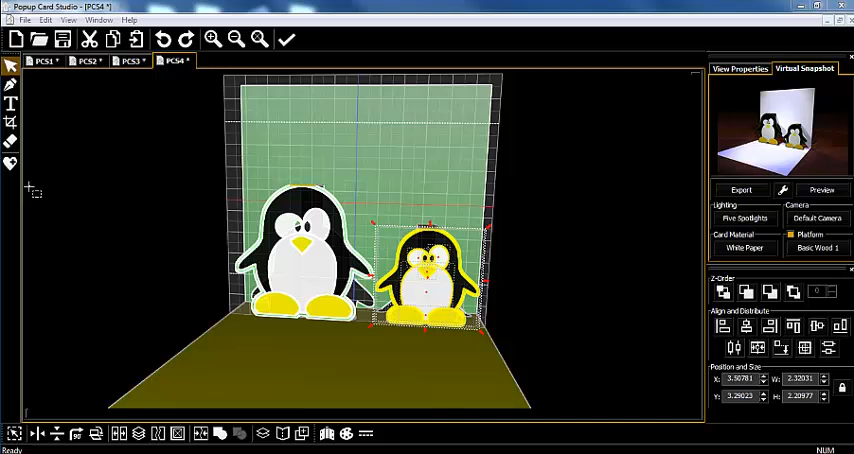 Popup Card Studio - [PCS4 *]
File Edit View Window Help
PCS1 * PCS2 * PCS3 * PCS4 *
View Properties Virtual Snapshot
Export Preview
Lighting Camera
Five Spotlights Default Camera
Card Material Platform
White Paper Basic Wood 1
Z-Order
0
Align and Distribute
Position and Size
X: 3.50781 W: 2.32031
Y: 3.29023 H: 2.20977
90°
Ready NUM